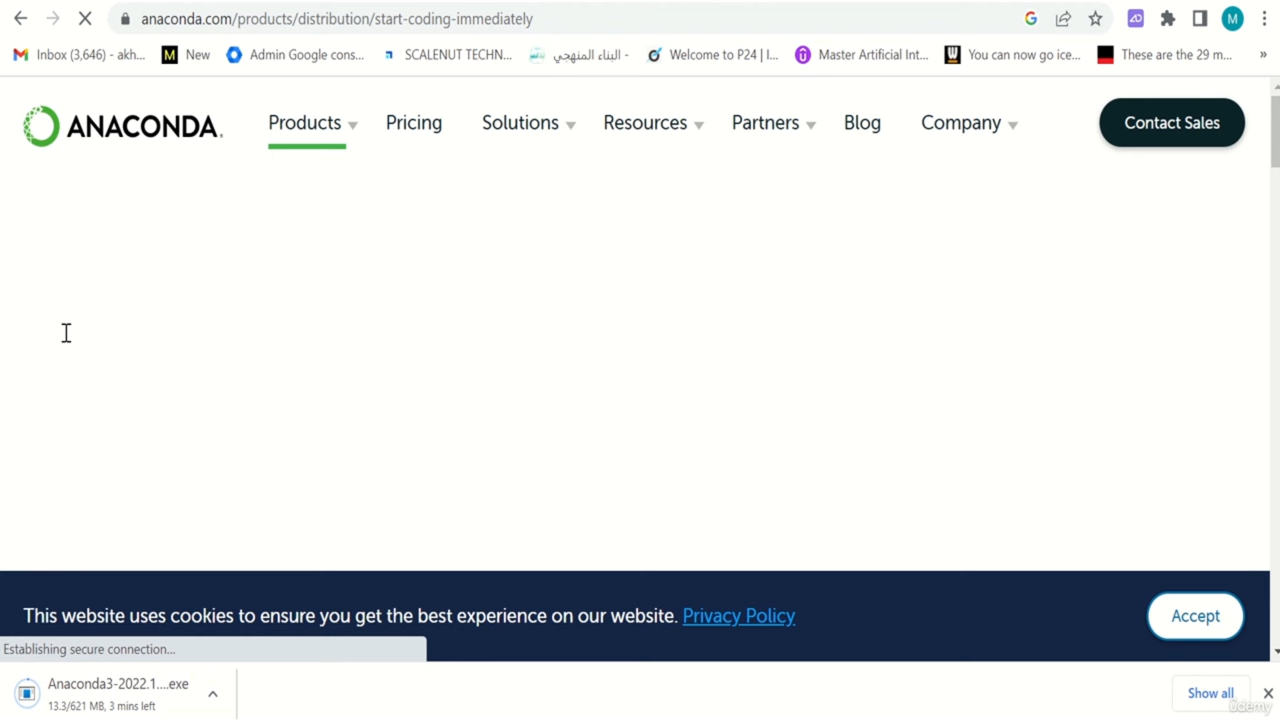 anaconda.com/products/distribution/start-coding-immediately
M
Inbox (3,646) - akh...
New
Admin Google cons...
SCALENUT TECHN...
البناء المنهجي - ...
Welcome to P24 | I...
Master Artificial Int...
You can now go ice...
These are the 29 m...
»
ANACONDA.
Products
Pricing
Solutions
Resources
Partners
Blog
Company
Contact Sales
This website uses cookies to ensure you get the best experience on our website. Privacy Policy
Accept
Establishing secure connection...
Anaconda3-2022.1....exe
13.3/621 MB, 3 mins left
Show all
ûdemy